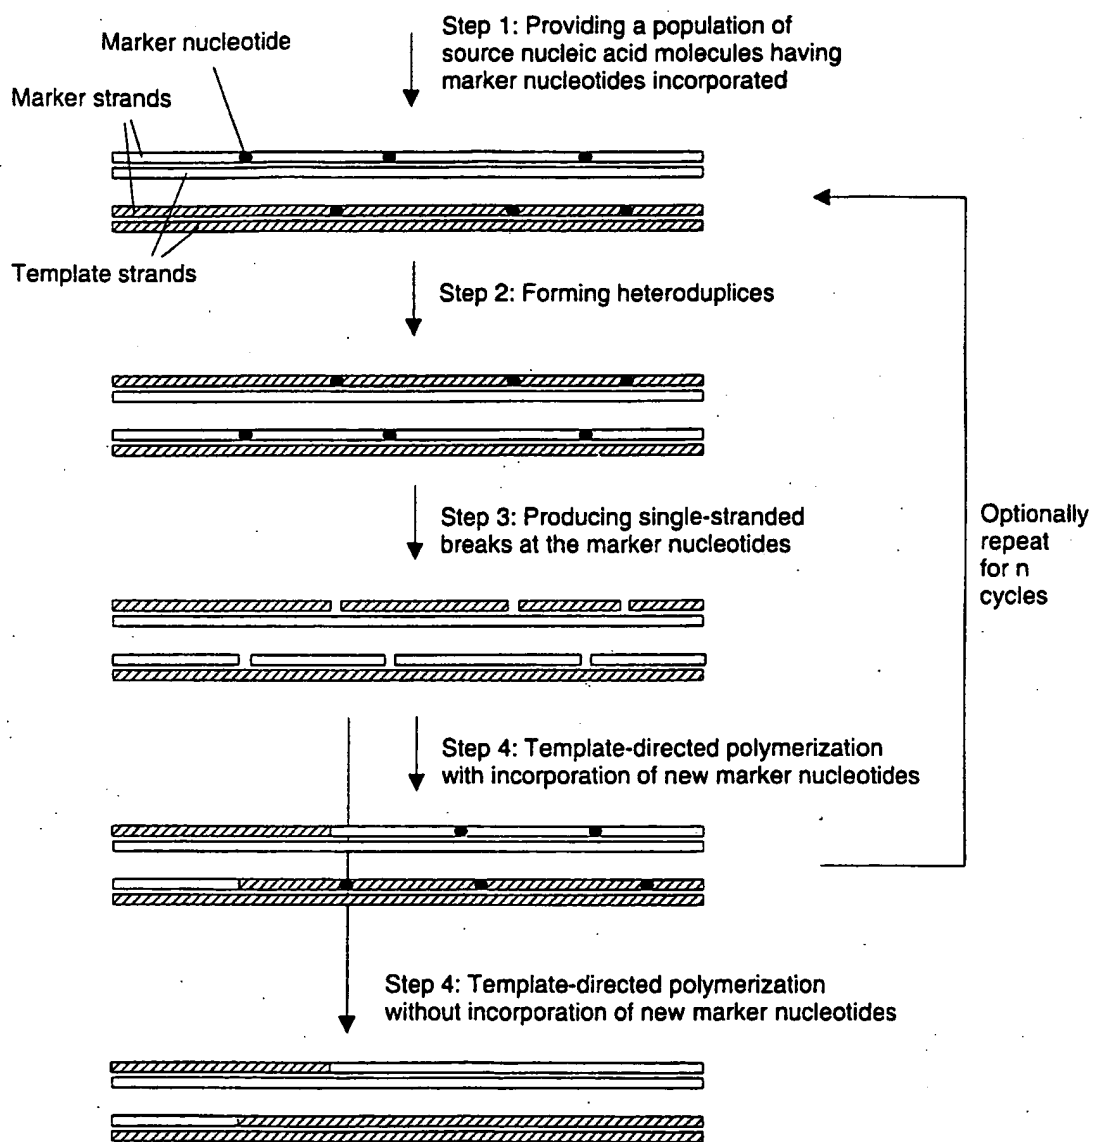 Step 1: Providing a population of
source nucleic acid molecules having
marker nucleotides incorporated
Marker nucleotide
Marker strands
Template strands
Step 2: Forming heteroduplices
Step 3: Producing single-stranded
breaks at the marker nucleotides
Optionally
repeat
for n
cycles
Step 4: Template-directed polymerization
with incorporation of new marker nucleotides
Step 4: Template-directed polymerization
without incorporation of new marker nucleotides